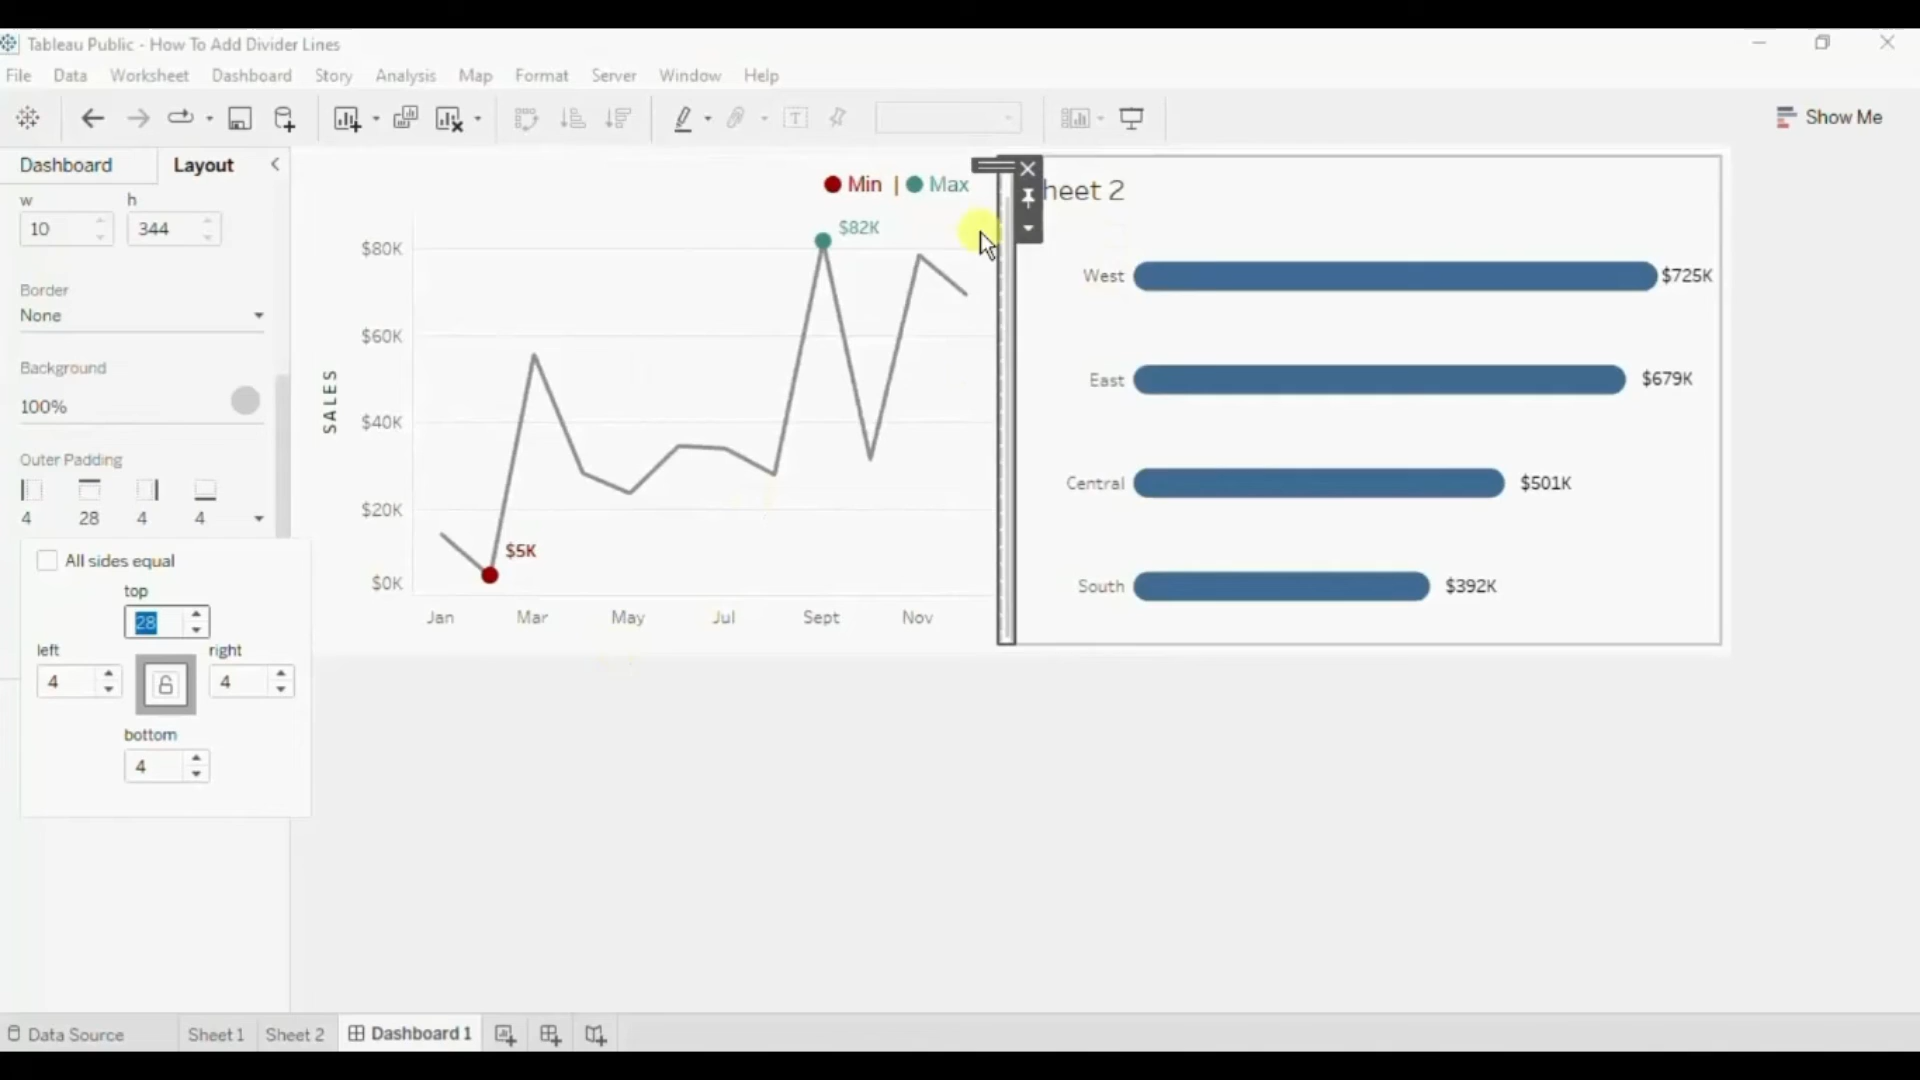 Tableau Public - How To Add Divider Lines
File Data Worksheet Dashboard Story Analysis Map Format Server Window Help
Show Me
Dashboard Layout
w h
10 344
Border
None
Background
100%
Outer Padding
4 28 4 4
All sides equal
top
28
left right
4 4
bottom
4
Min | Max
$82K
$80K
$60K
$40K
$20K
$0K
SALES
$5K
Jan Mar May Jul Sept Nov
heet 2
West $725K
East $679K
Central $501K
South $392K
Data Source Sheet 1 Sheet 2 Dashboard 1